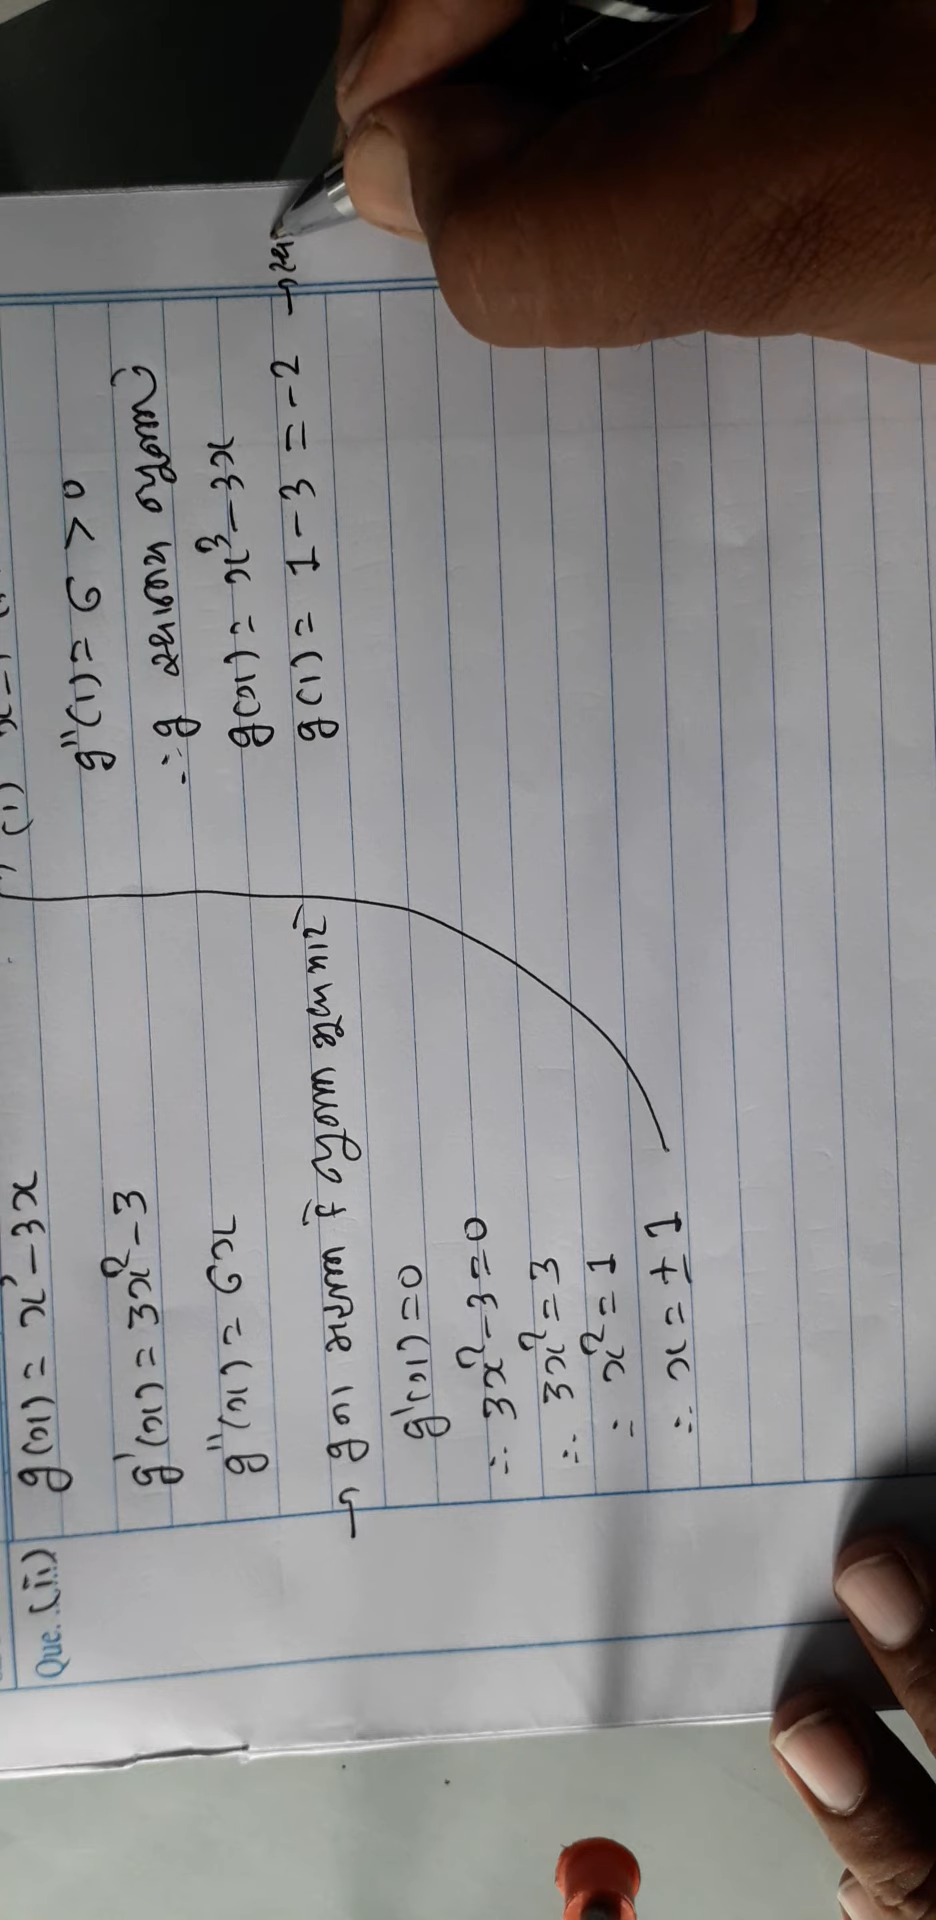 Que. (ii) g(x) = x³ - 3x
g'(x) = 3x² - 3
g''(x) = 6x
→ g ના મહત્તમ કે ન્યૂનતમ મૂલ્ય માટે
g'(x) = 0
∴ 3x² - 3 = 0
∴ 3x² = 3
∴ x² = 1
∴ x = ± 1
g''(1) = 6 > 0
∴ g સ્થાનીય ન્યૂનતમ
g(x) = x³ - 3x
g(1) = 1 - 3 = -2